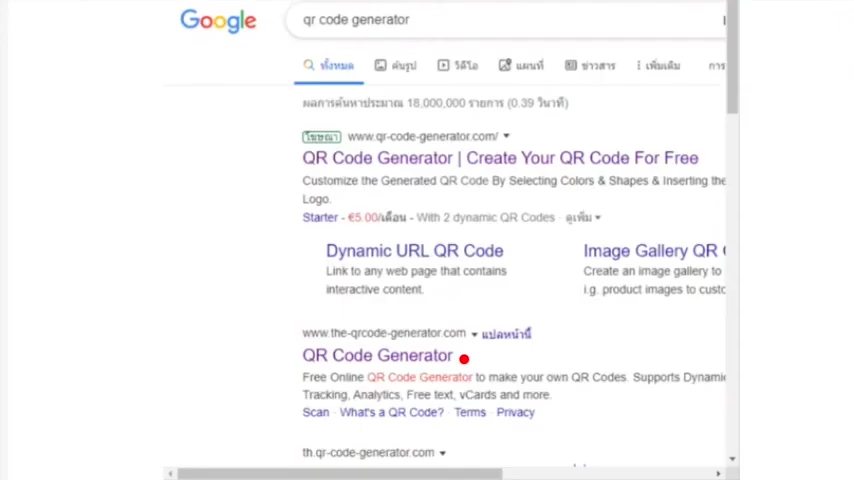 Google
qr code generator
ทั้งหมด ค้นรูป วิดีโอ แผนที่ ข่าวสาร เพิ่มเติม การ
ผลการค้นหาประมาณ 18,000,000 รายการ (0.39 วินาที)
โฆษณา www.qr-code-generator.com/
QR Code Generator | Create Your QR Code For Free
Customize the Generated QR Code By Selecting Colors & Shapes & Inserting the
Logo.
Starter - €5.00/เดือน - With 2 dynamic QR Codes · ดูเพิ่ม
Dynamic URL QR Code
Link to any web page that contains
interactive content.
Image Gallery QR
Create an image gallery to
i.g. product images to custo
www.the-qrcode-generator.com แปลหน้านี้
QR Code Generator
Free Online QR Code Generator to make your own QR Codes. Supports Dynamic
Tracking, Analytics, Free text, vCards and more.
Scan · What's a QR Code? · Terms · Privacy
th.qr-code-generator.com